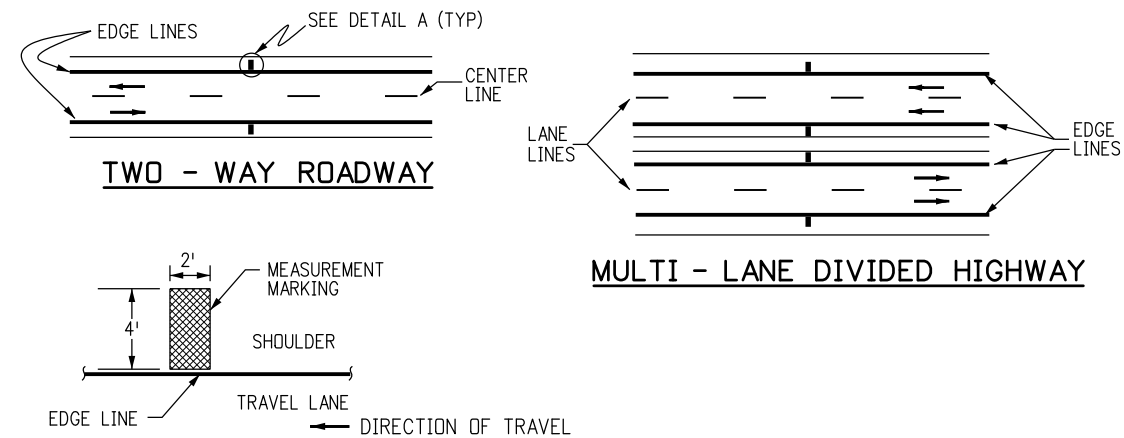 EDGE LINES
SEE DETAIL A (TYP)
CENTER
LINE
TWO - WAY ROADWAY
LANE
LINES
EDGE
LINES
MULTI - LANE DIVIDED HIGHWAY
2'
MEASUREMENT
MARKING
4'
SHOULDER
EDGE LINE
TRAVEL LANE
DIRECTION OF TRAVEL